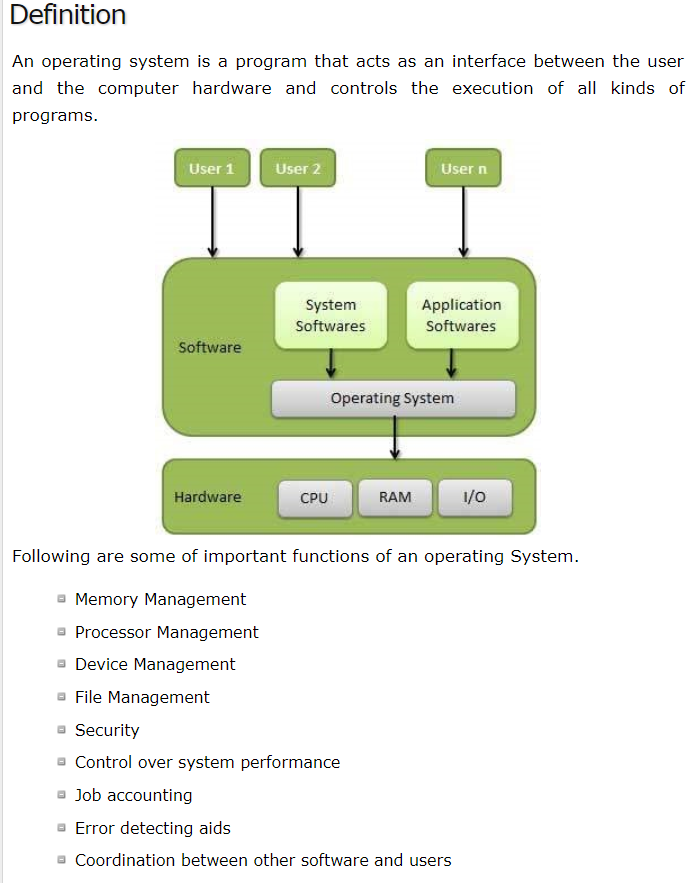 Definition
An operating system is a program that acts as an interface between the user
and the computer hardware and controls the execution of all kinds of
programs.
User 1
User 2
User n
System
Softwares
Application
Softwares
Software
Operating System
Hardware
CPU
RAM
I/O
Following are some of important functions of an operating System.
Memory Management
Processor Management
Device Management
File Management
Security
Control over system performance
Job accounting
Error detecting aids
Coordination between other software and users